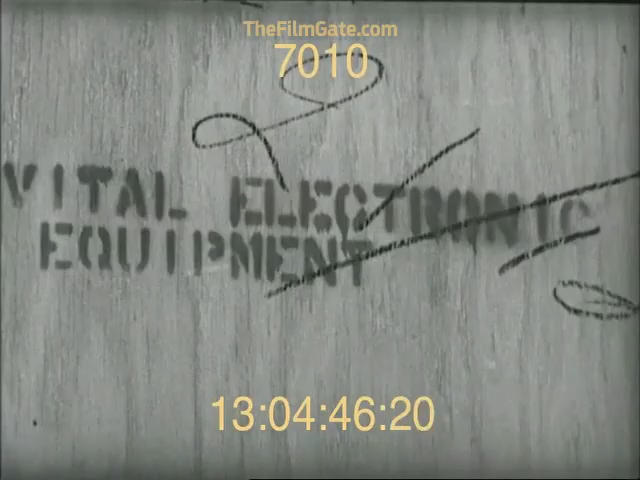 TheFilmGate.com
7010
VITAL ELECTRONIC
EQUIPMENT
13:04:46:20